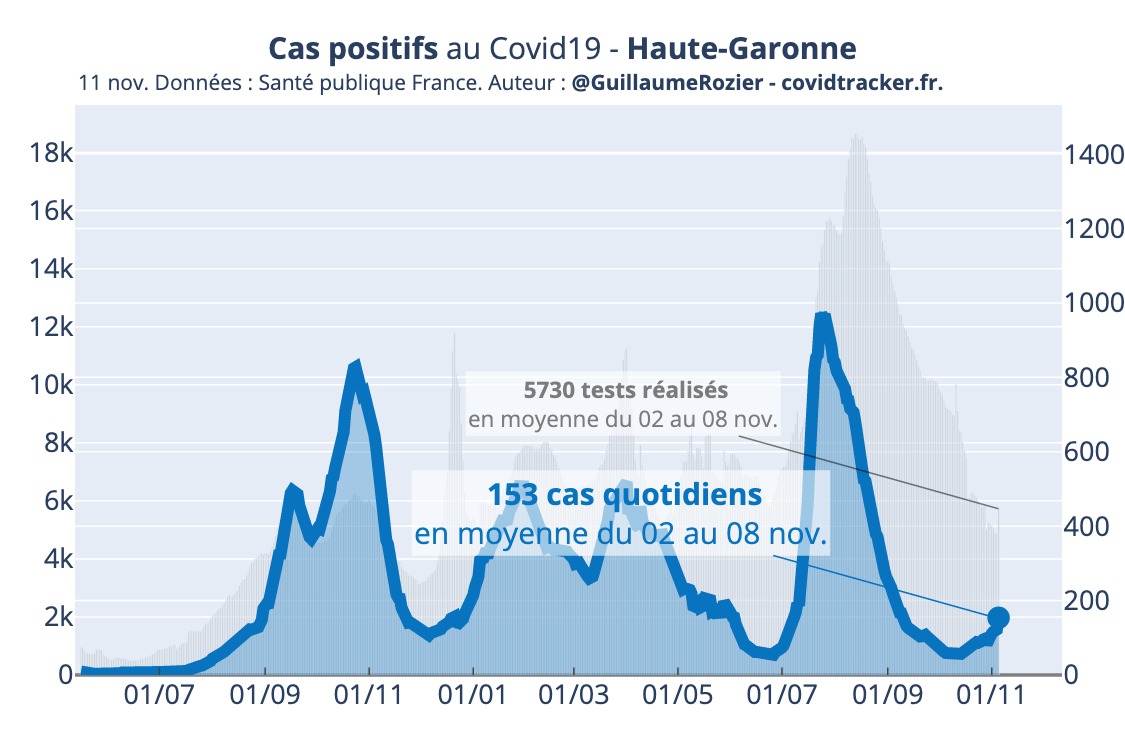 Cas positifs au Covid19 - Haute-Garonne
11 nov. Données : Santé publique France. Auteur : @GuillaumeRozier - covidtracker.fr.
18k
16k
14k
12k
10k
8k
6k
4k
2k
0
1400
1200
1000
800
600
400
200
0
5730 tests réalisés
en moyenne du 02 au 08 nov.
153 cas quotidiens
en moyenne du 02 au 08 nov.
01/07 01/09 01/11 01/01 01/03 01/05 01/07 01/09 01/11